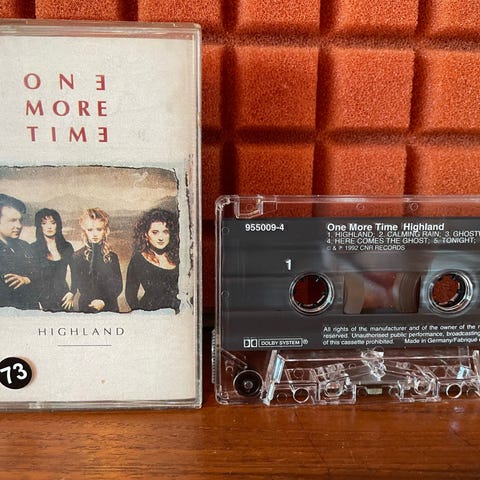 ONE
MORE
TIME
HIGHLAND
73
955009-4
One More Time Highland
1. HIGHLAND; 2. CALMING RAIN; 3. GHOSTW
4. HERE COMES THE GHOST; 5. TONIGHT;
© & ℗ 1992 CNR RECORDS
1
All rights of the manufacturer and of the owner of the
reserved. Unauthorised public performance, broadcasting
of this cassette prohibited. Made in Germany/Fabriqué
DOLBY SYSTEM